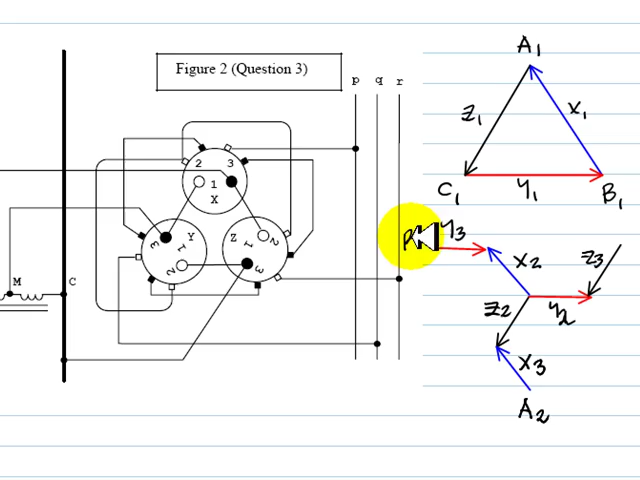 Figure 2 (Question 3)
p q r
2 3
1
X
3 1 Y
2
Z 1 2
3
M C
A1
Z1 X1
C1 Y1 B1
Y3
X2 Z3
Z2 Y2
X3
A2